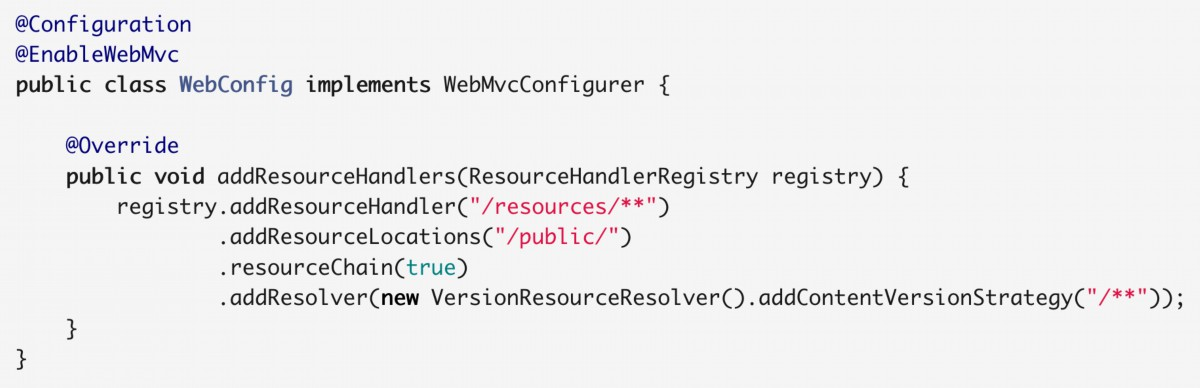 @Configuration
@EnableWebMvc
public class WebConfig implements WebMvcConfigurer {
@Override
public void addResourceHandlers(ResourceHandlerRegistry registry) {
registry.addResourceHandler("/resources/**")
.addResourceLocations("/public/")
.resourceChain(true)
.addResolver(new VersionResourceResolver().addContentVersionStrategy("/**"));
}
}